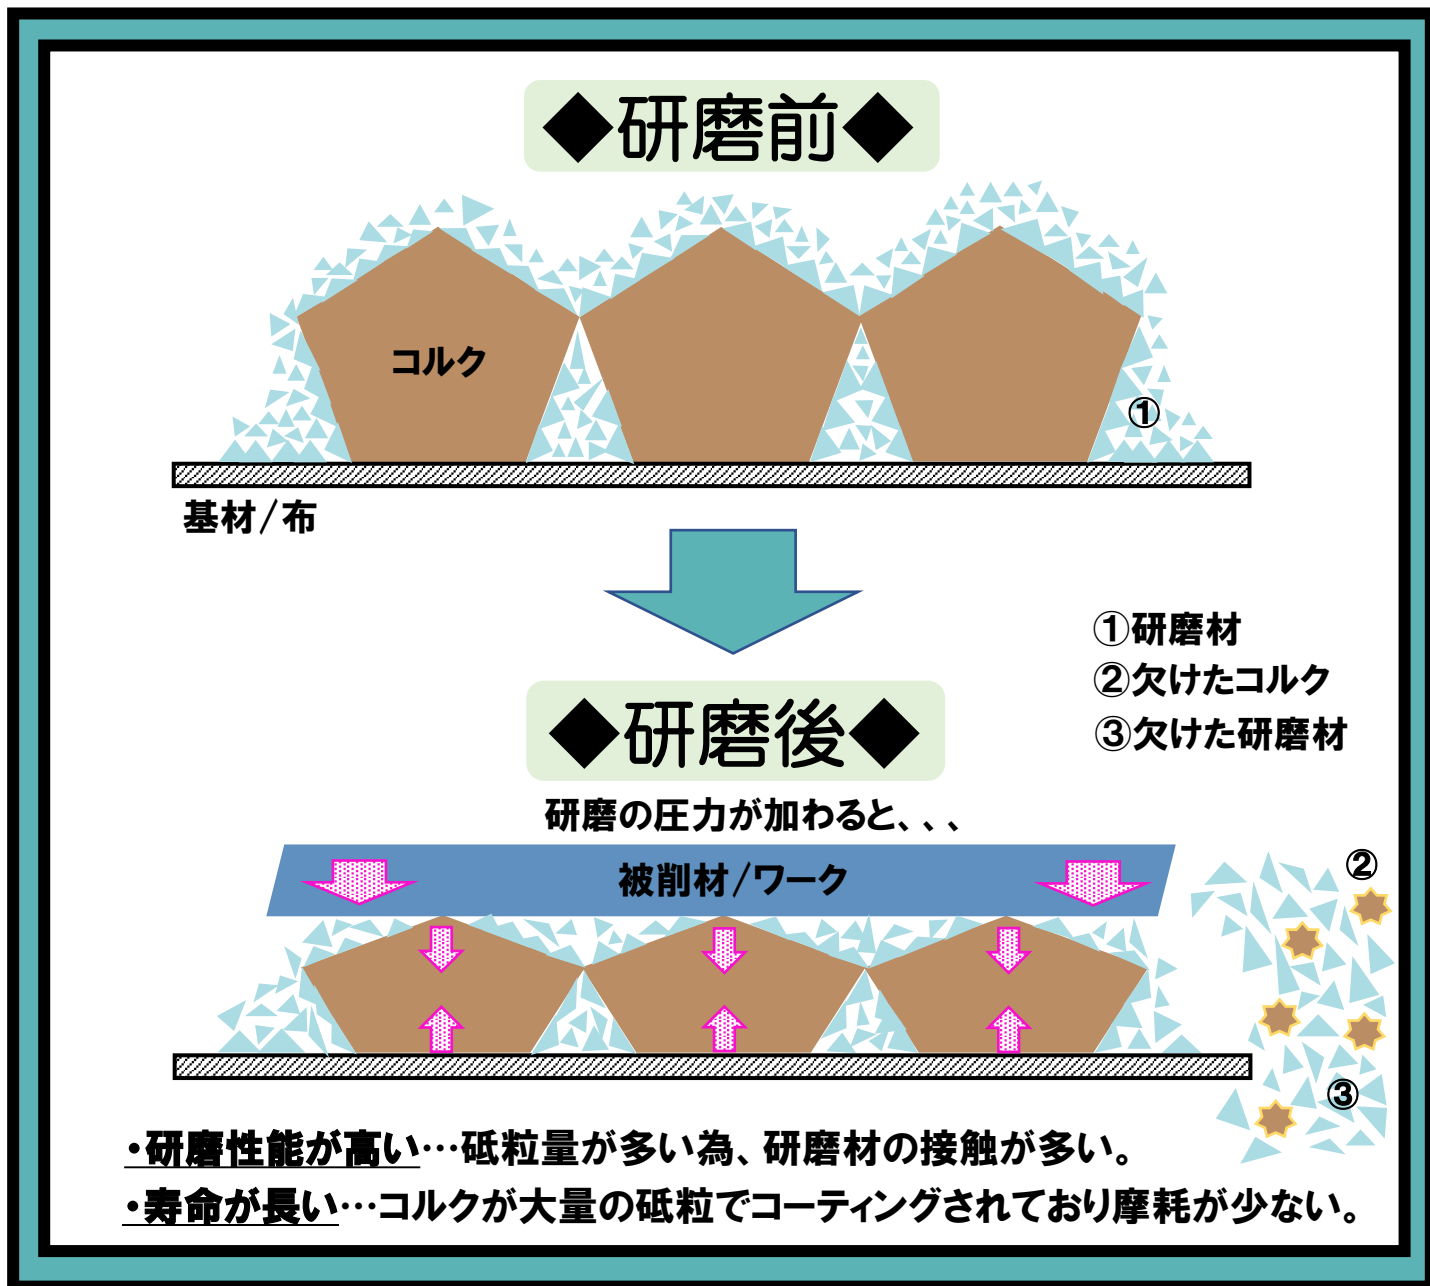 ◆研磨前◆
コルク
①
基材/布
①研磨材
②欠けたコルク
③欠けた研磨材
◆研磨後◆
研磨の圧力が加わると、、、
被削材/ワーク
②
③
・研磨性能が高い…砥粒量が多い為、研磨材の接触が多い。
・寿命が長い…コルクが大量の砥粒でコーティングされており摩耗が少ない。